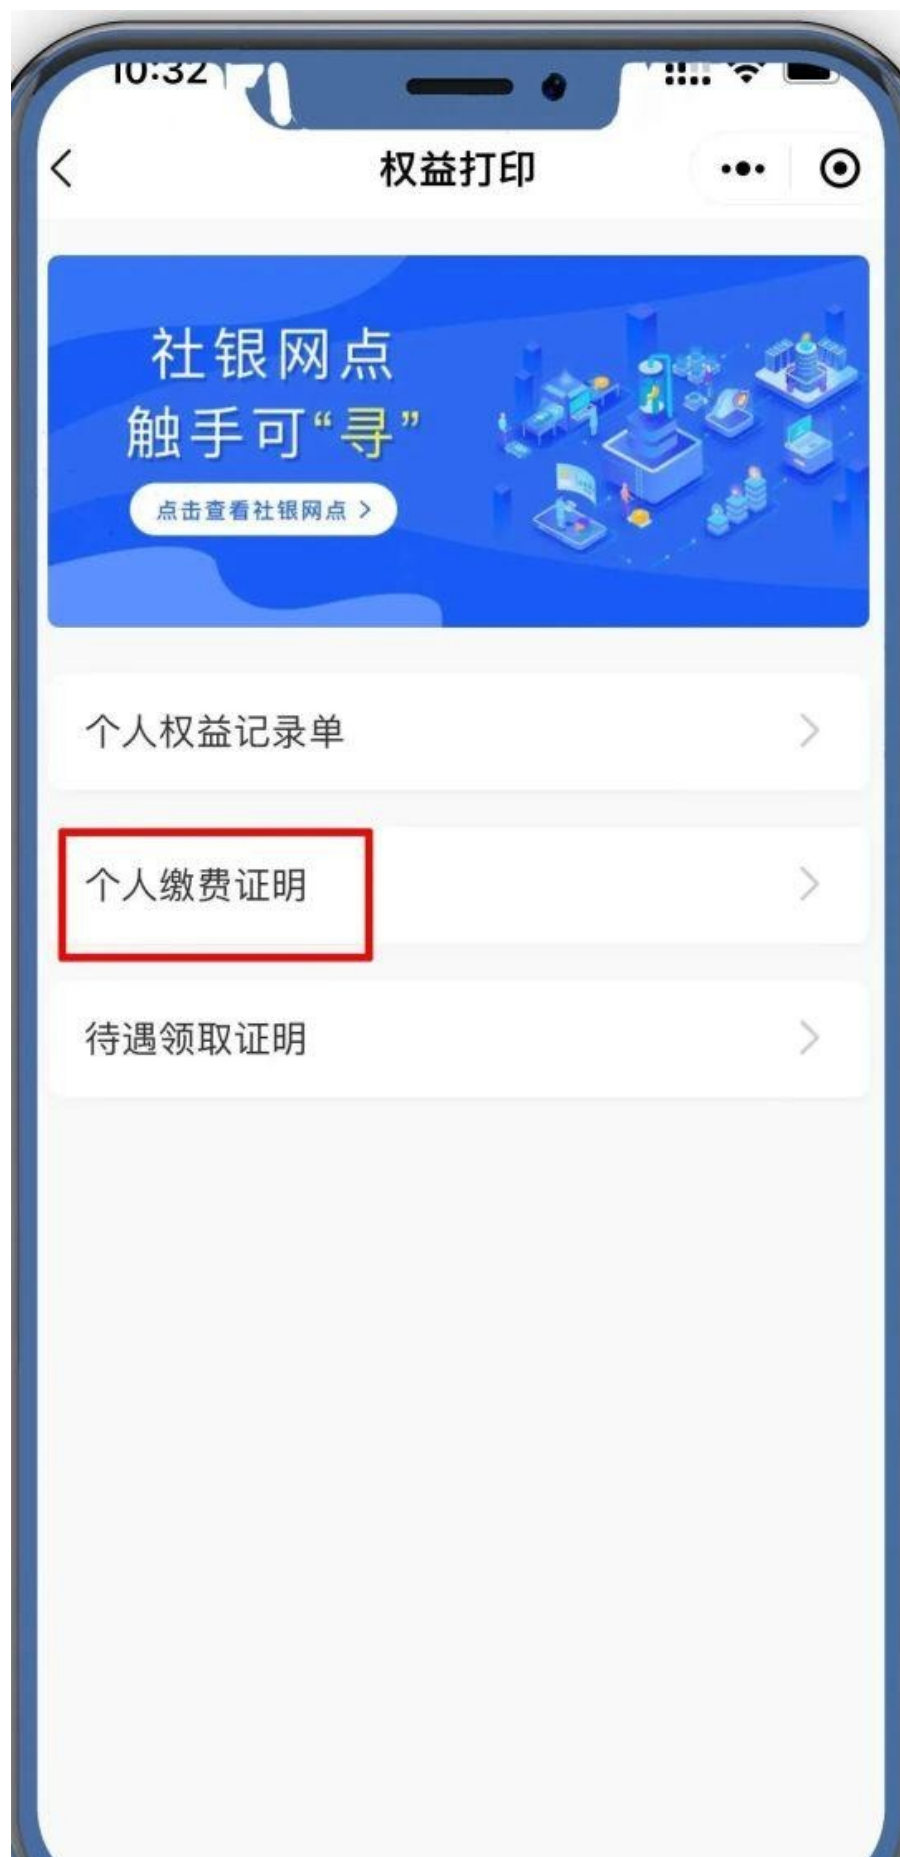 10:32
权益打印
社银网点
触手可“寻”
点击查看社银网点 >
个人权益记录单
个人缴费证明
待遇领取证明